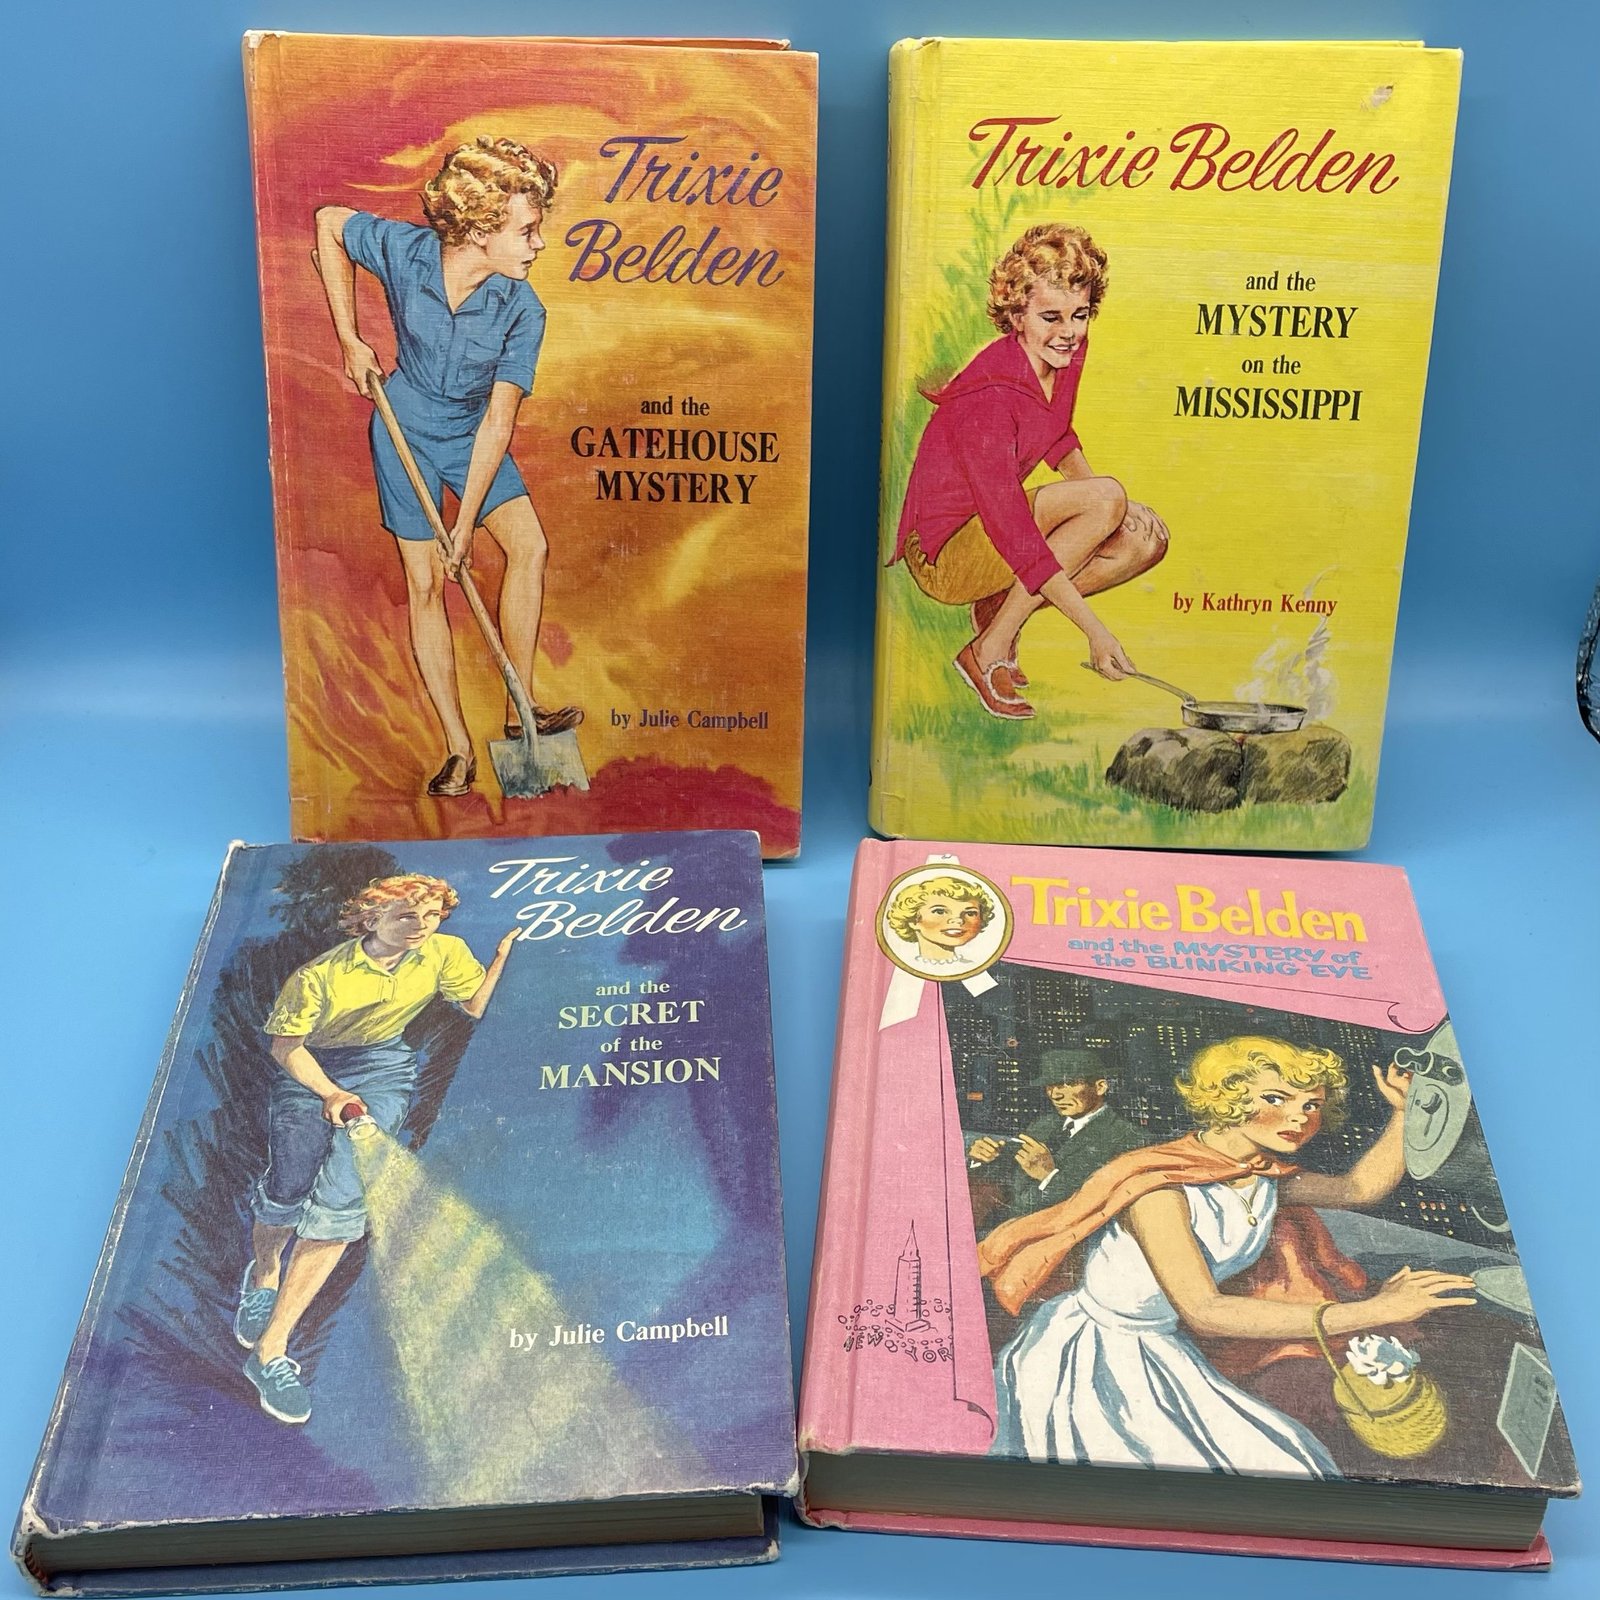 Trixie
Belden
and the
GATEHOUSE
MYSTERY
by Julie Campbell
Trixie Belden
and the
MYSTERY
on the
MISSISSIPPI
by Kathryn Kenny
Trixie
Belden
and the
SECRET
of the
MANSION
by Julie Campbell
Trixie Belden
and the MYSTERY of
the BLINKING EYE